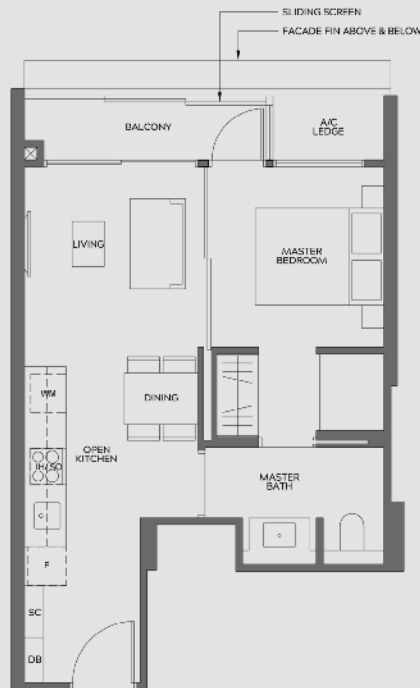 SLIDING SCREEN
FACADE FIN ABOVE & BELOW
BALCONY
A/C
LEDGE
LIVING
MASTER
BEDROOM
WM
DINING
OPEN
KITCHEN
IH/SO
MASTER
BATH
F
SC
DB